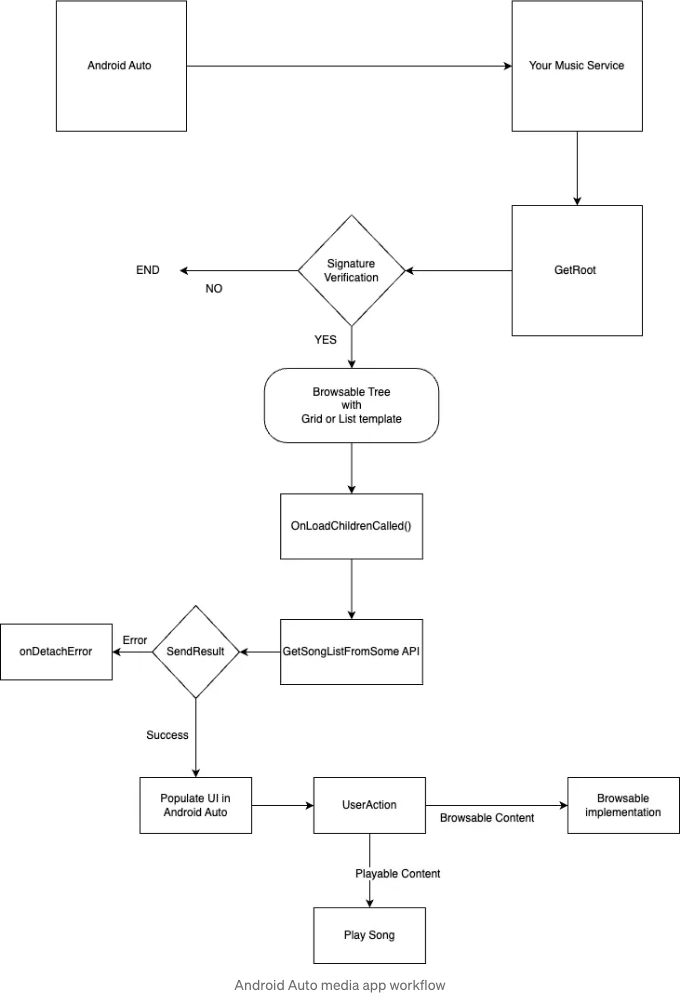 Android Auto
Your Music Service
GetRoot
Signature
Verification
END
NO
YES
Browsable Tree
with
Grid or List template
OnLoadChildrenCalled()
GetSongListFromSome API
SendResult
Error
onDetachError
Success
Populate UI in
Android Auto
UserAction
Browsable Content
Browsable
implementation
Playable Content
Play Song
Android Auto media app workflow